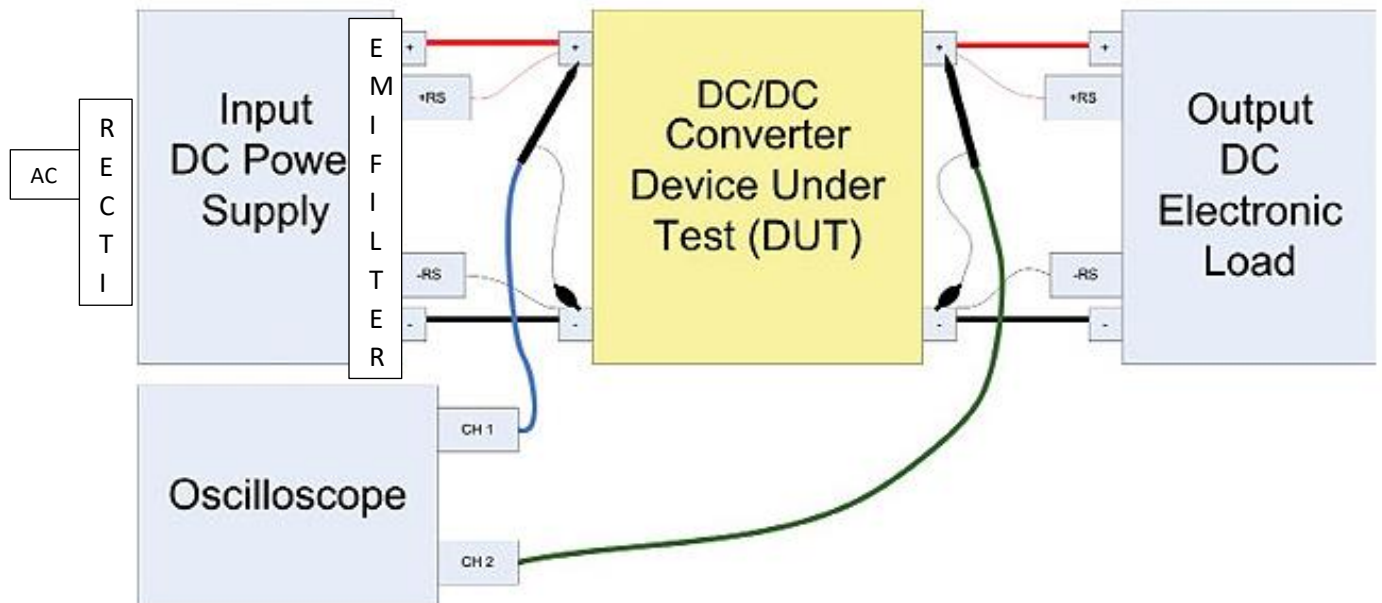 AC
R
E
C
T
I
Input
DC Power
Supply
E
M
I
F
I
L
T
E
R
+
+RS
-RS
-
+
-
DC/DC
Converter
Device Under
Test (DUT)
+
-
+
+RS
-RS
-
Output
DC
Electronic
Load
Oscilloscope
CH 1
CH 2